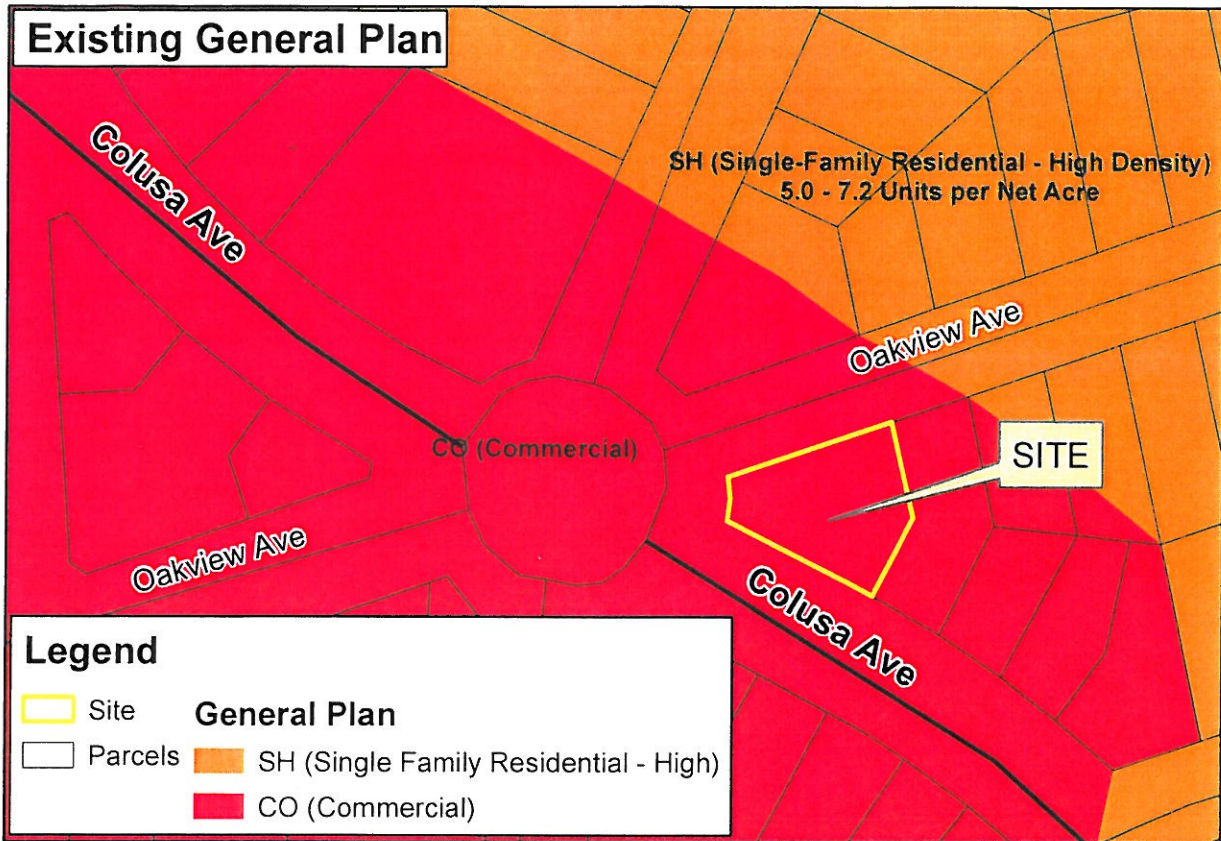 Existing General Plan
Colusa Ave
SH (Single-Family Residential - High Density)
5.0 - 7.2 Units per Net Acre
Oakview Ave
CO (Commercial)
SITE
Oakview Ave
Colusa Ave
Legend
Site
General Plan
Parcels
SH (Single Family Residential - High)
CO (Commercial)